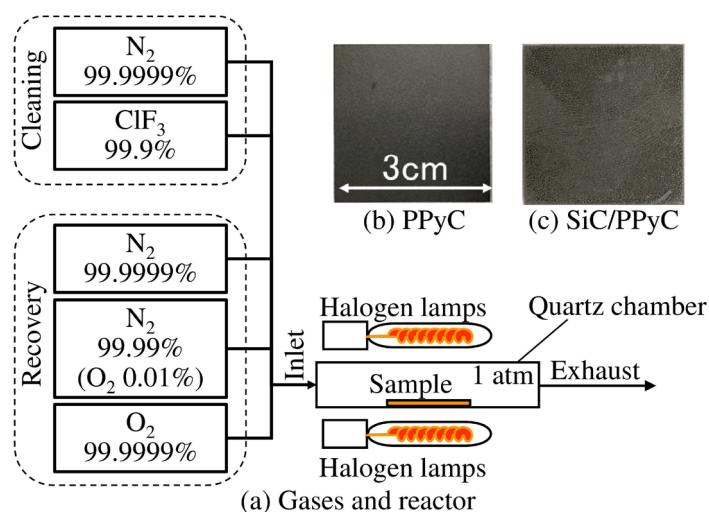 Cleaning
N₂
99.9999%
ClF₃
99.9%
3cm
(b) PPyC
(c) SiC/PPyC
Recovery
N₂
99.9999%
N₂
99.99%
(O₂ 0.01%)
O₂
99.9999%
Inlet
Halogen lamps
Quartz chamber
Sample
1 atm
Exhaust
Halogen lamps
(a) Gases and reactor